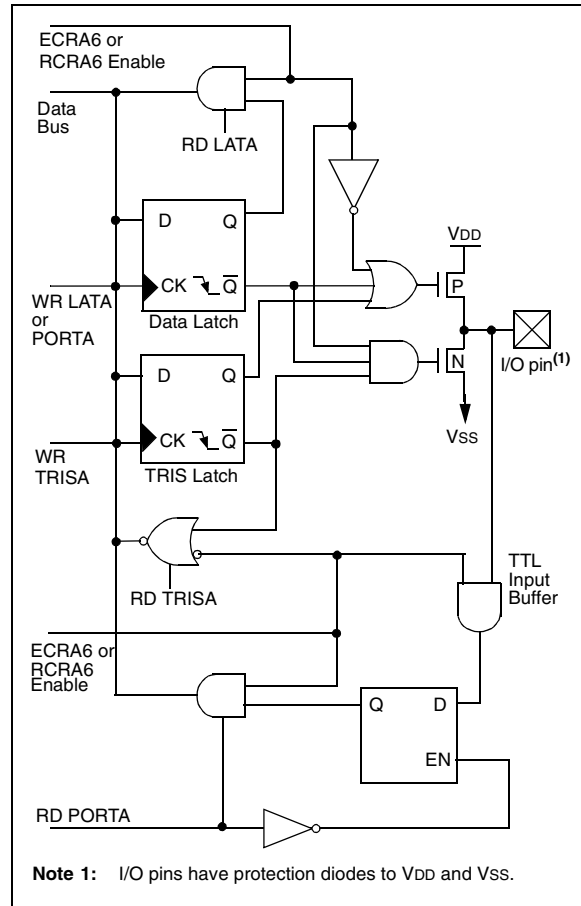 ECRA6 or
RCRA6 Enable
Data
Bus
RD LATA
D Q
CK Q
Data Latch
WR LATA
or
PORTA
D Q
CK Q
TRIS Latch
WR
TRISA
VDD
P
N
I/O pin(1)
VSS
RD TRISA
TTL
Input
Buffer
ECRA6 or
RCRA6
Enable
Q D
EN
RD PORTA
Note 1: I/O pins have protection diodes to VDD and VSS.